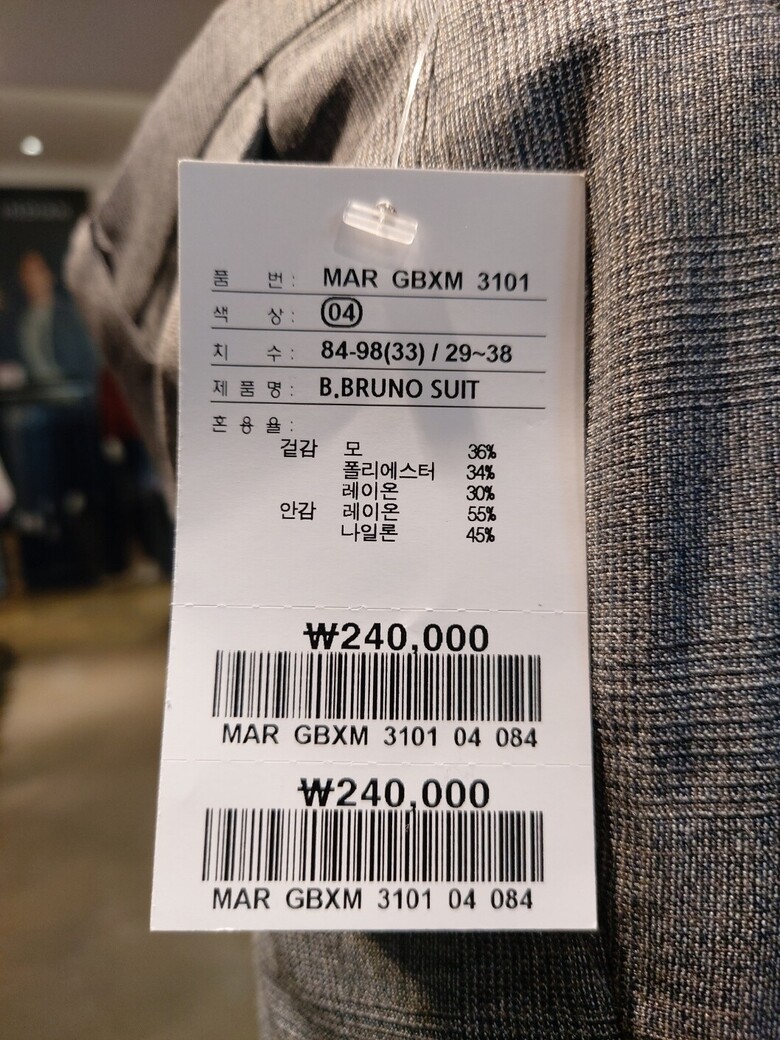 품 번 : MAR GBXM 3101
색 상 : 04
치 수 : 84-98(33) / 29~38
제 품 명 : B.BRUNO SUIT
혼 용 율 :
겉감 모 36%
폴리에스터 34%
레이온 30%
안감 레이온 55%
나일론 45%
₩240,000
MAR GBXM 3101 04 084
₩240,000
MAR GBXM 3101 04 084